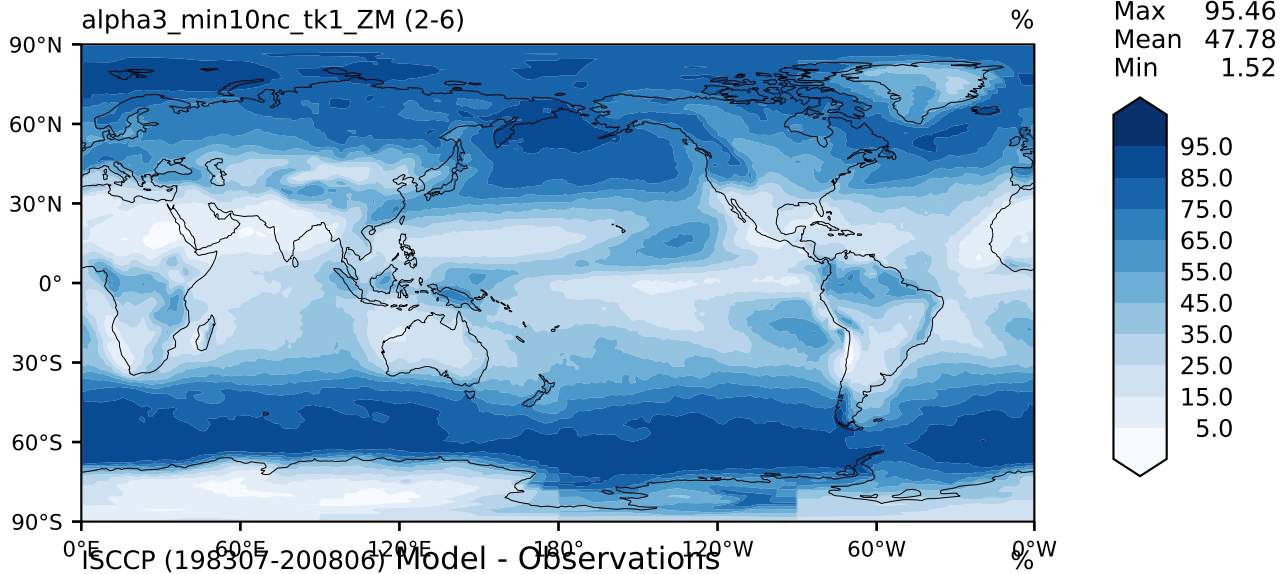 alpha3_min10nc_tk1_ZM (2-6) %
Max 95.46
Mean 47.78
Min 1.52
90°N
60°N
30°N
0°
30°S
60°S
90°S
0°E 60°E 120°E 180° 120°W 60°W 0°W
95.0
85.0
75.0
65.0
55.0
45.0
35.0
25.0
15.0
5.0
ISCCP (198307-200806) Model - Observations %